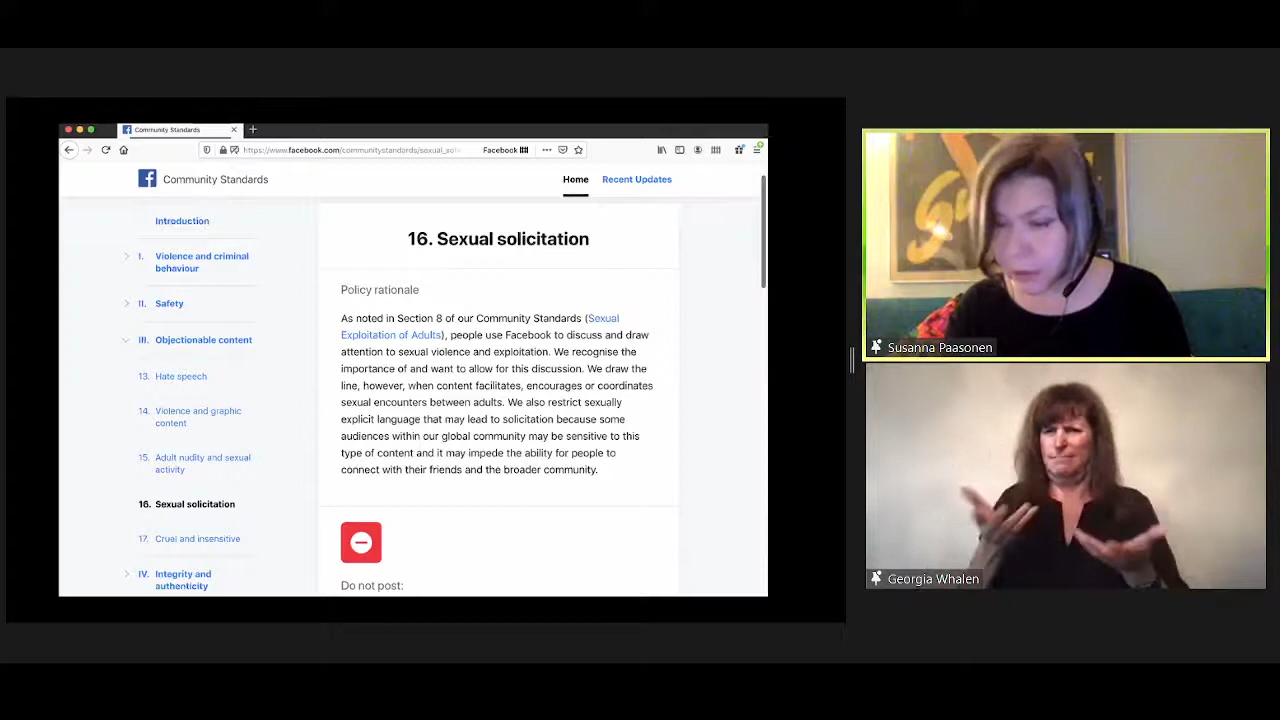 Community Standards
https://www.facebook.com/communitystandards/sexual_soli
Facebook
Community Standards
Home
Recent Updates
Introduction
I. Violence and criminal
behaviour
II. Safety
III. Objectionable content
13. Hate speech
14. Violence and graphic
content
15. Adult nudity and sexual
activity
16. Sexual solicitation
17. Cruel and insensitive
IV. Integrity and
authenticity
16. Sexual solicitation
Policy rationale
As noted in Section 8 of our Community Standards (Sexual
Exploitation of Adults), people use Facebook to discuss and draw
attention to sexual violence and exploitation. We recognise the
importance of and want to allow for this discussion. We draw the
line, however, when content facilitates, encourages or coordinates
sexual encounters between adults. We also restrict sexually
explicit language that may lead to solicitation because some
audiences within our global community may be sensitive to this
type of content and it may impede the ability for people to
connect with their friends and the broader community.
Do not post:
Susanna Paasonen
Georgia Whalen